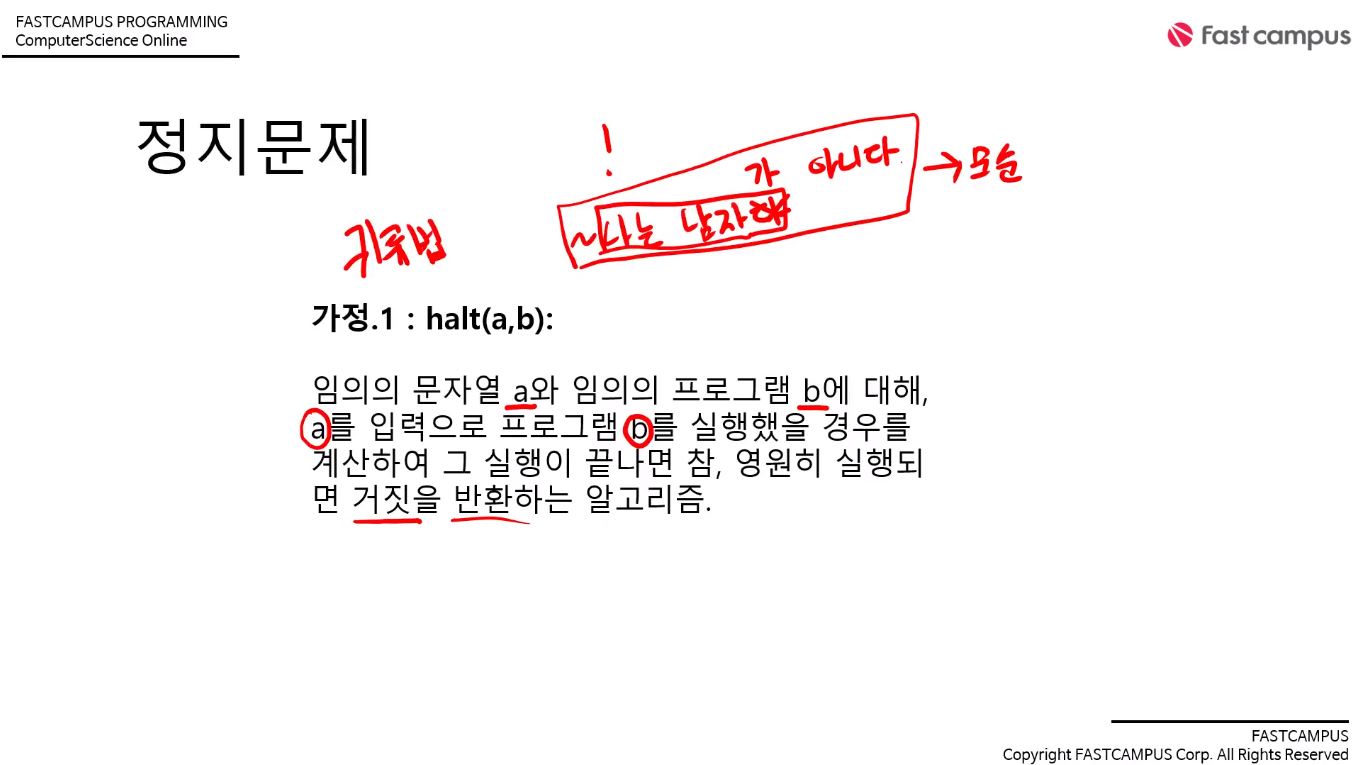 FASTCAMPUS PROGRAMMING
ComputerScience Online
Fast campus
정지문제
!
가 아니다
→ 모순
~나는 남자
귀류법
가정.1 : halt(a,b):
임의의 문자열 a와 임의의 프로그램 b에 대해,
a를 입력으로 프로그램 b를 실행했을 경우를
계산하여 그 실행이 끝나면 참, 영원히 실행되
면 거짓을 반환하는 알고리즘.
FASTCAMPUS
Copyright FASTCAMPUS Corp. All Rights Reserved